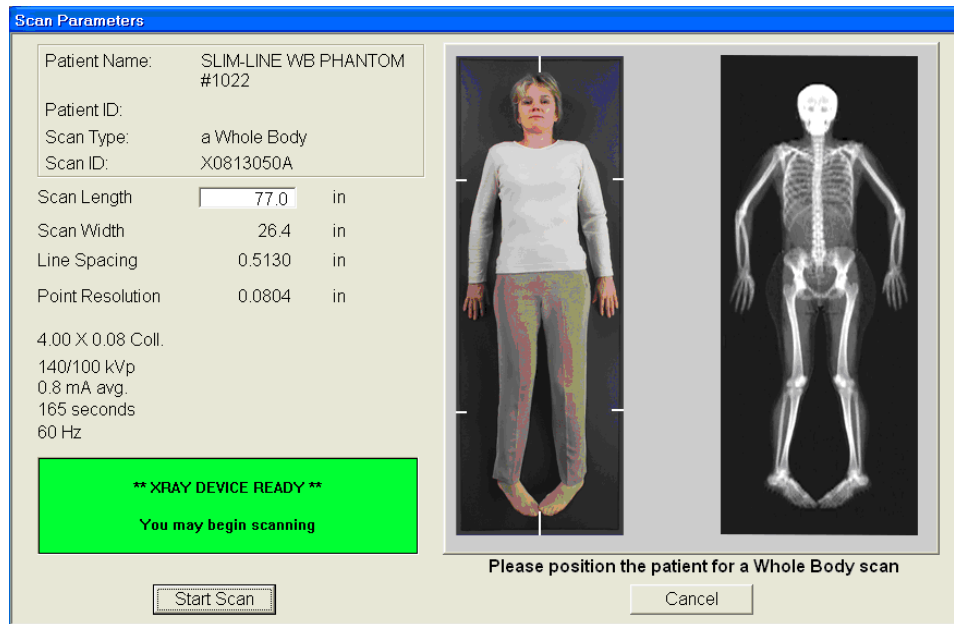 Scan Parameters
Patient Name: SLIM-LINE WB PHANTOM
#1022
Patient ID:
Scan Type: a Whole Body
Scan ID: X0813050A
Scan Length 77.0 in
Scan Width 26.4 in
Line Spacing 0.5130 in
Point Resolution 0.0804 in
4.00 X 0.08 Coll.
140/100 kVp
0.8 mA avg.
165 seconds
60 Hz
** XRAY DEVICE READY **
You may begin scanning
Please position the patient for a Whole Body scan
Start Scan
Cancel